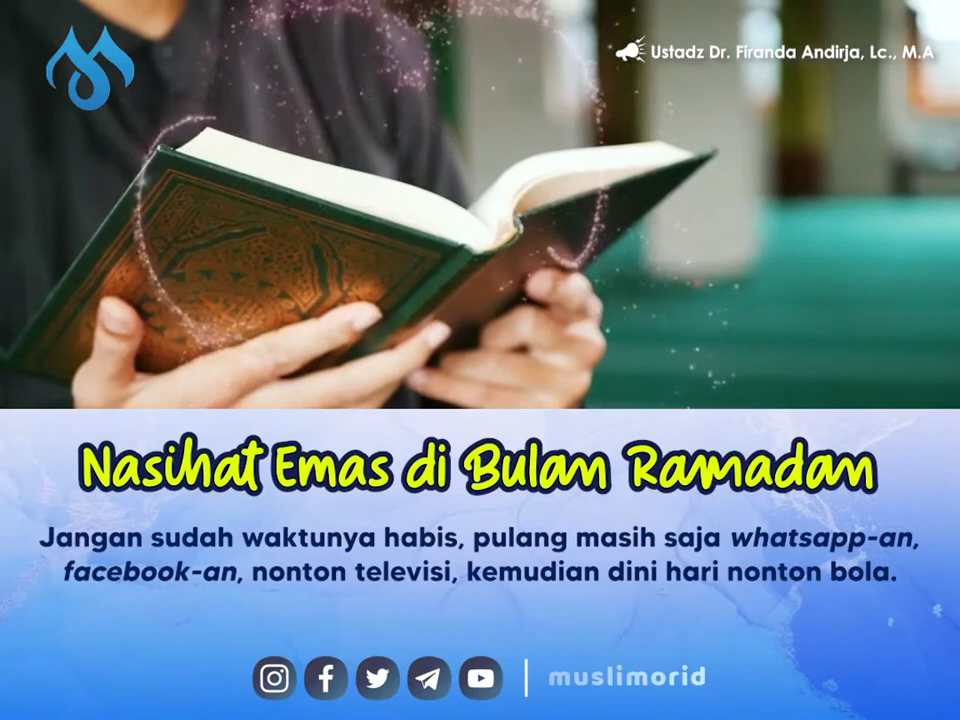 Ustadz Dr. Firanda Andirja, Lc., M.A
Nasihat Emas di Bulan Ramadan
Jangan sudah waktunya habis, pulang masih saja whatsapp-an,
facebook-an, nonton televisi, kemudian dini hari nonton bola.
muslimorid